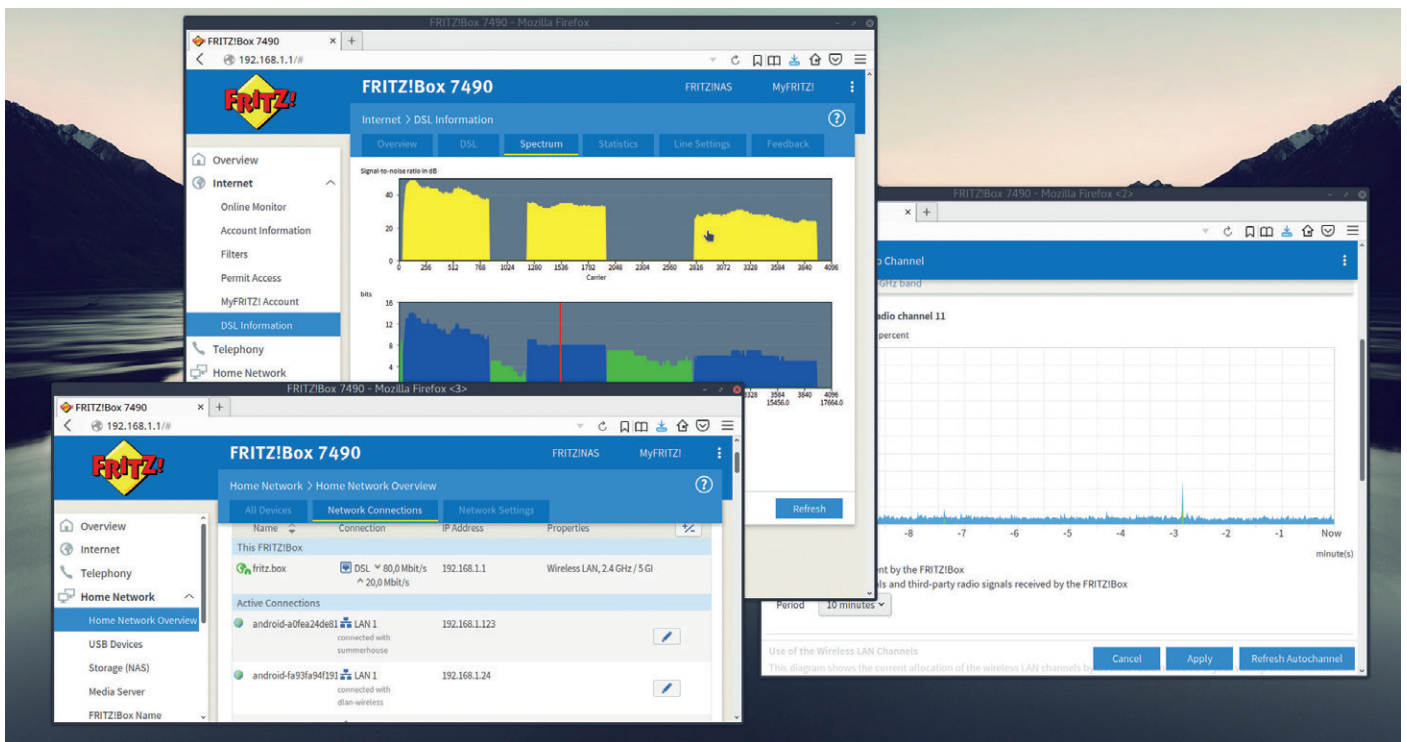 FRITZ!Box 7490 - Mozilla Firefox
FRITZ!Box 7490
192.168.1.1/#
FRITZ!
FRITZ!Box 7490
FRITZ!NAS
MyFRITZ!
Internet > DSL Information
Overview
DSL
Spectrum
Statistics
Line Settings
Feedback
Overview
Internet
Online Monitor
Account Information
Filters
Permit Access
MyFRITZ! Account
DSL Information
Telephony
Home Network
Signal-to-noise ratio in dB
40
20
0
0 256 512 768 1024 1280 1536 1792 2048 2304 2560 2816 3072 3328 3584 3840 4096
Carrier
bits
16
12
8
4
3328 3584 3840 4096
15456.0 17664.0
Refresh
FRITZ!Box 7490 - Mozilla Firefox <2>
o Channel
GHz band
adio channel 11
percent
-8 -7 -6 -5 -4 -3 -2 -1 Now
minute(s)
ent by the FRITZ!Box
als and third-party radio signals received by the FRITZ!Box
Period
10 minutes
Use of the Wireless LAN Channels
This diagram shows the current allocation of the wireless LAN channels by
Cancel
Apply
Refresh Autochannel
FRITZ!Box 7490 - Mozilla Firefox <3>
FRITZ!Box 7490
192.168.1.1/#
FRITZ!
FRITZ!Box 7490
FRITZ!NAS
MyFRITZ!
Home Network > Home Network Overview
All Devices
Network Connections
Network Settings
Overview
Internet
Telephony
Home Network
Home Network Overview
USB Devices
Storage (NAS)
Media Server
FRITZ!Box Name
Name Connection IP Address Properties
This FRITZ!Box
fritz.box DSL 80,0 Mbit/s 192.168.1.1 Wireless LAN, 2.4 GHz / 5 GI
20,0 Mbit/s
Active Connections
android-a0fea24de81 LAN 1 192.168.1.123
connected with
summerhouse
android-fa93fa94f191 LAN 1 192.168.1.24
connected with
dlan-wireless